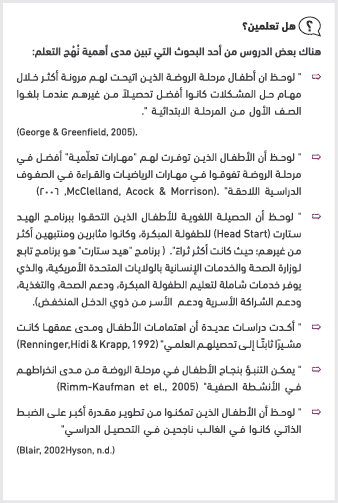 ؟ هل تعلمين؟
هناك بعض الدروس من أحد البحوث التي تبين مدى أهمية نُهُج التعلم:
⇨ " لوحظ ان أطفال مرحلة الروضة الذين اتيحت لهم مرونة أكثر خلال
مهام حل المشكلات كانوا أفضل تحصيلاً من غيرهم عندما بلغوا
الصف الأول من المرحلة الابتدائية ".
(George & Greenfield, 2005).
⇨ " لوحظ أن الأطفال الذين توفرت لهم "مهارات تعلّمية" أفضل في
مرحلة الروضة تفوقوا في مهارات الرياضيات والقراءة في الصفوف
الدراسية اللاحقة". (McClelland, Acock & Morrison, ٢٠٠٦)
⇨ " لوحظ أن الحصيلة اللغوية للأطفال الذين التحقوا ببرنامج الهيد
ستارت (Head Start) للطفولة المبكرة، وكانوا مثابرين ومنتبهين أكثر
من غيرهم؛ حيث كانت أكثر ثراءً". ( برنامج "هيد ستارت" هو برنامج تابع
لوزارة الصحة والخدمات الإنسانية بالولايات المتحدة الأمريكية، والذي
يوفر خدمات شاملة لتعليم الطفولة المبكرة، ودعم الصحة، والتغذية،
ودعم الشراكة الأسرية ودعم الأسر من ذوي الدخل المنخفض).
⇨ " أكدت دراسات عديدة أن اهتمامات الأطفال ومدى عمقها كانت
مشيرًا ثابتًا إلى تحصيلهم العلمي" (Renninger,Hidi & Krapp, 1992)
⇨ " يمكن التنبؤ بنجاح الأطفال في مرحلة الروضة من مدى انخراطهم
في الأنشطة الصفية" (Rimm-Kaufman et el., 2005)
⇨ " لوحظ أن الأطفال الذين تمكنوا من تطوير مقدرة أكبر على الضبط
الذاتي كانوا في الغالب ناجحين في التحصيل الدراسي"
(Blair, 2002Hyson, n.d.)